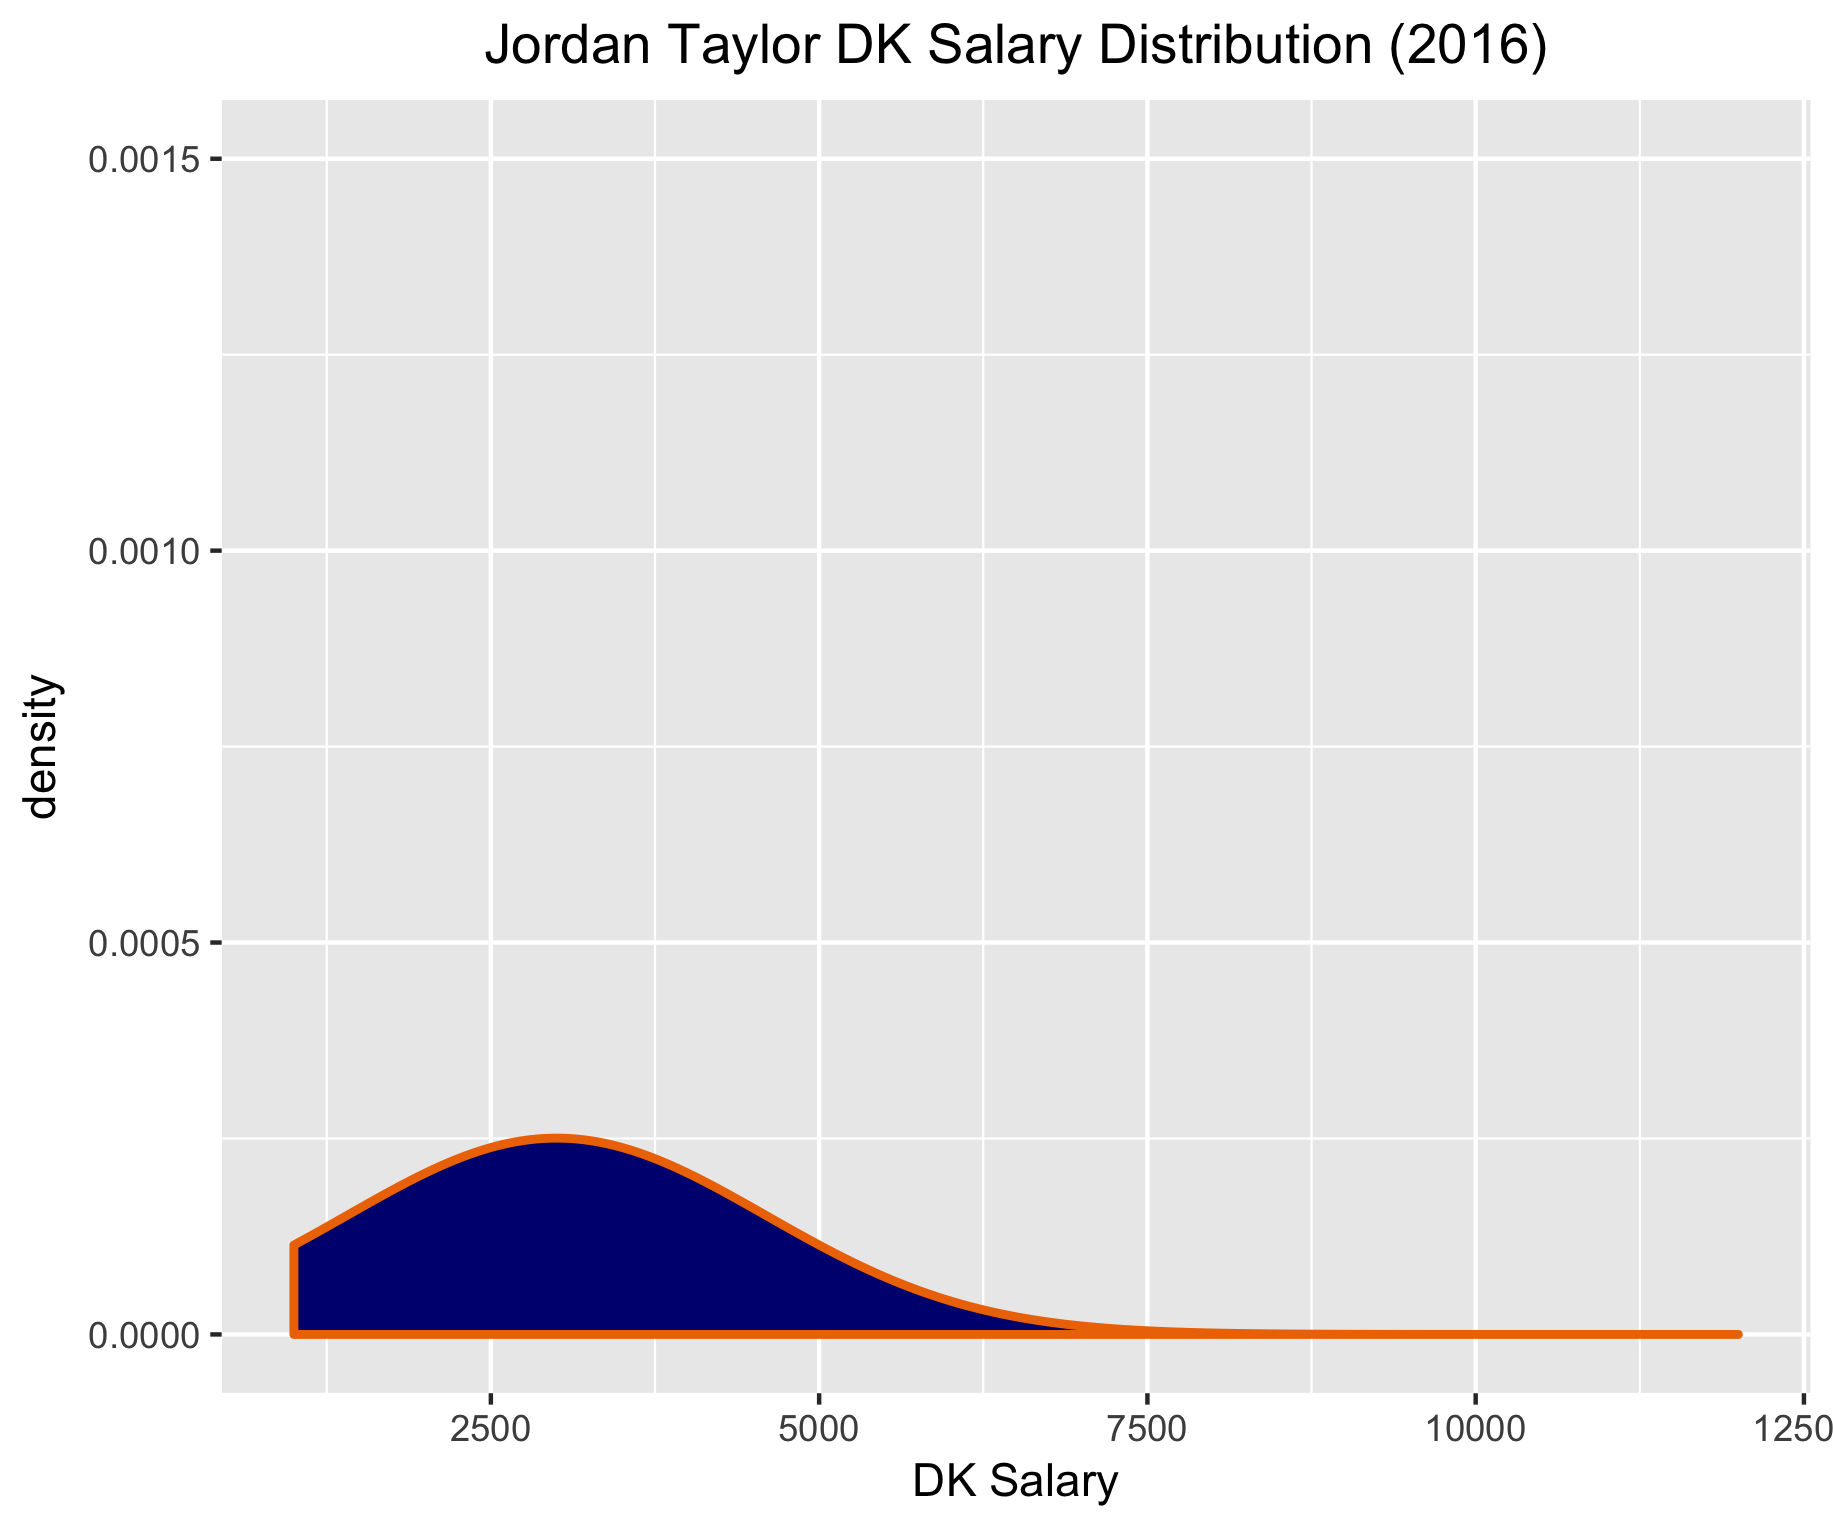 Jordan Taylor DK Salary Distribution (2016)
0.0015
0.0010
0.0005
0.0000
density
2500 5000 7500 10000 1250
DK Salary